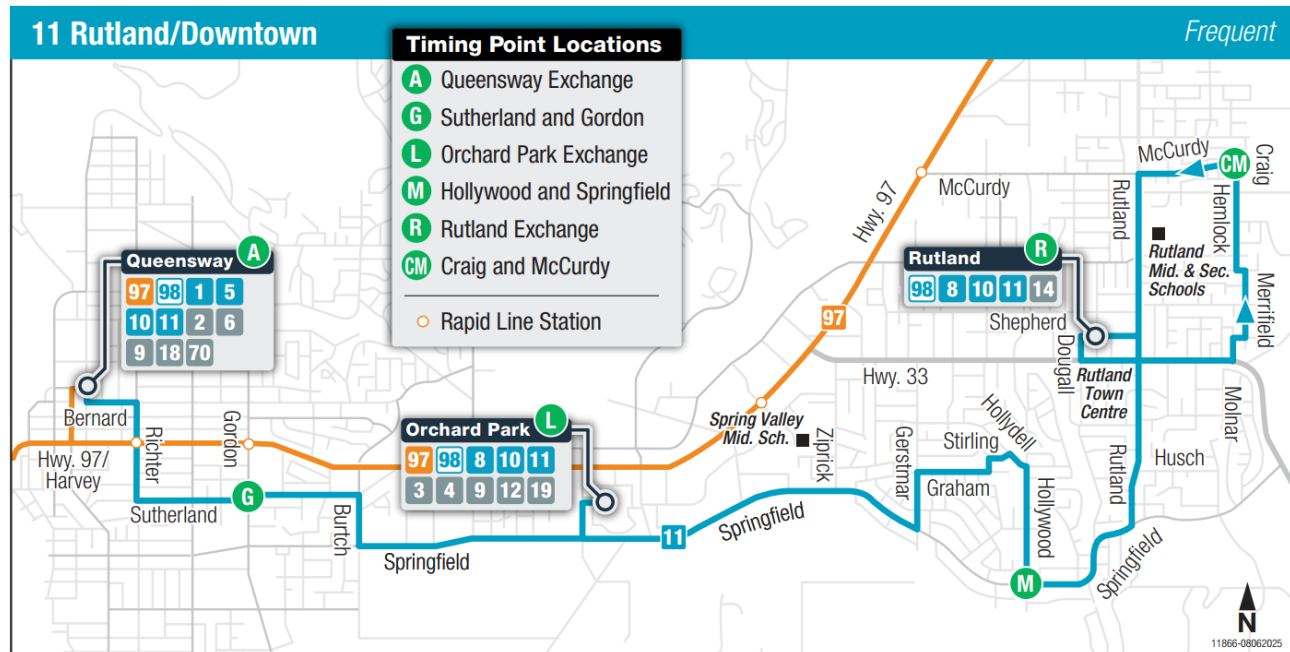 11 Rutland/Downtown
Frequent
Timing Point Locations
A Queensway Exchange
G Sutherland and Gordon
L Orchard Park Exchange
M Hollywood and Springfield
R Rutland Exchange
CM Craig and McCurdy
Rapid Line Station
Queensway A
97 98 1 5
10 11 2 6
9 18 70
Bernard
Hwy. 97/
Harvey
Richter
Gordon
Sutherland
G
Burtch
Springfield
Orchard Park L
97 98 8 10 11
3 4 9 12 19
11
Springfield
Spring Valley
Mid. Sch.
Ziprick
97
Hwy. 97
McCurdy
Hwy. 33
Gerstmar
Graham
Stirling
Hollydell
Hollywood
M
Springfield
Rutland
Husch
Molnar
Rutland R
98 8 10 11 14
Shepherd
Dougall
Rutland
Town
Centre
Rutland
McCurdy
CM
Craig
Hemlock
Merrifield
Rutland
Mid. & Sec.
Schools
N
11866-08062025